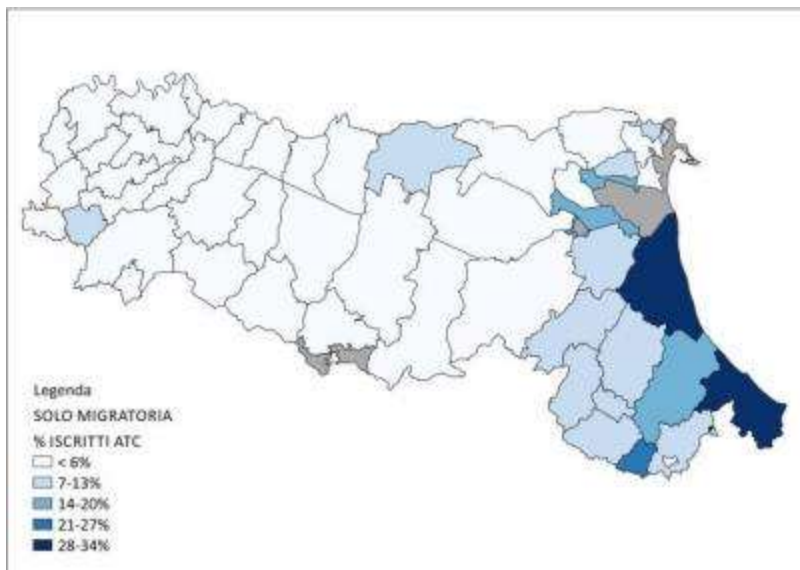 Legenda
SOLO MIGRATORIA
% ISCRITTI ATC
< 6%
7-13%
14-20%
21-27%
28-34%